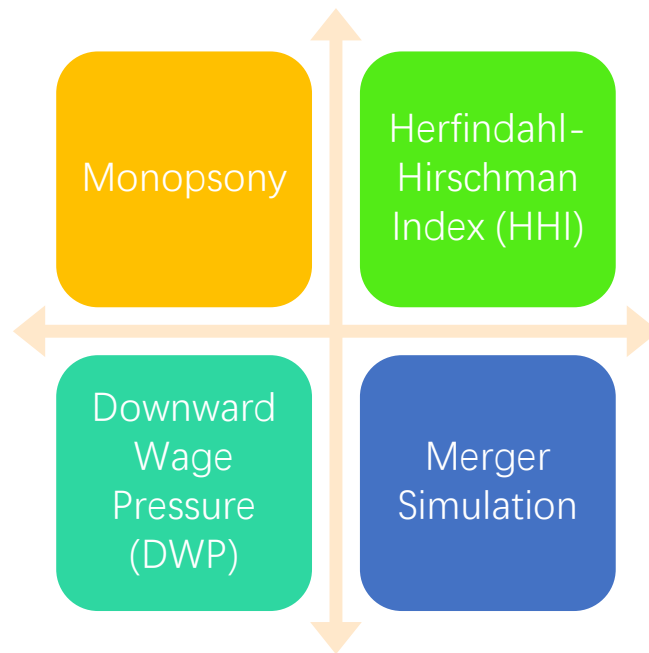 Monopsony
Herfindahl-
Hirschman
Index (HHI)
Downward
Wage
Pressure
(DWP)
Merger
Simulation